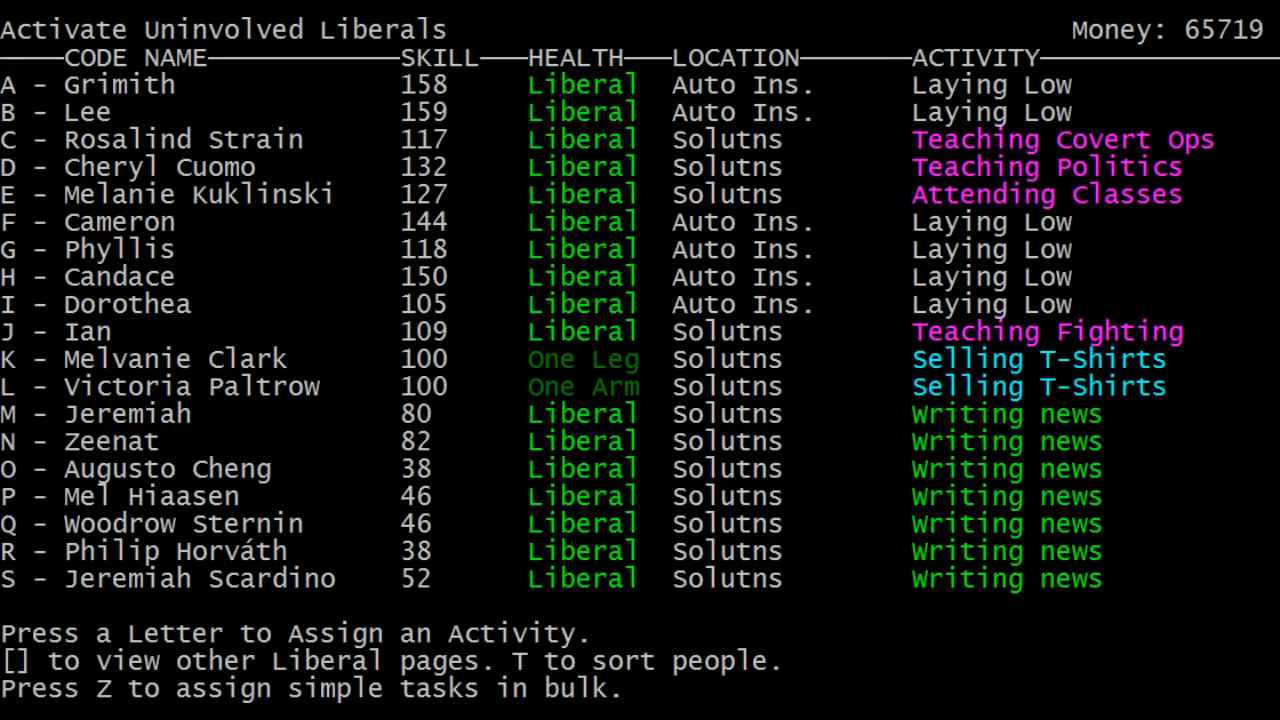 Activate Uninvolved Liberals Money: 65719
CODE NAME SKILL HEALTH LOCATION ACTIVITY
A - Grimith 158 Liberal Auto Ins. Laying Low
B - Lee 159 Liberal Auto Ins. Laying Low
C - Rosalind Strain 117 Liberal Solutns Teaching Covert Ops
D - Cheryl Cuomo 132 Liberal Solutns Teaching Politics
E - Melanie Kuklinski 127 Liberal Solutns Attending Classes
F - Cameron 144 Liberal Auto Ins. Laying Low
G - Phyllis 118 Liberal Auto Ins. Laying Low
H - Candace 150 Liberal Auto Ins. Laying Low
I - Dorothea 105 Liberal Auto Ins. Laying Low
J - Ian 109 Liberal Solutns Teaching Fighting
K - Melvanie Clark 100 One Leg Solutns Selling T-Shirts
L - Victoria Paltrow 100 One Arm Solutns Selling T-Shirts
M - Jeremiah 80 Liberal Solutns Writing news
N - Zeenat 82 Liberal Solutns Writing news
O - Augusto Cheng 38 Liberal Solutns Writing news
P - Mel Hiaasen 46 Liberal Solutns Writing news
Q - Woodrow Sternin 46 Liberal Solutns Writing news
R - Philip Horváth 38 Liberal Solutns Writing news
S - Jeremiah Scardino 52 Liberal Solutns Writing news
Press a Letter to Assign an Activity.
[] to view other Liberal pages. T to sort people.
Press Z to assign simple tasks in bulk.